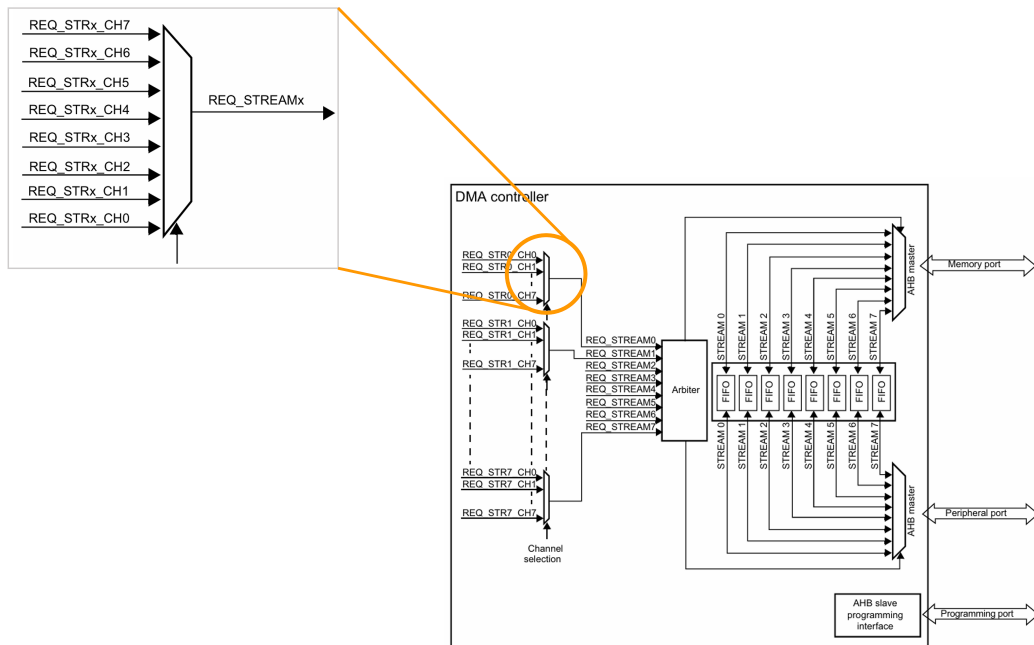 REQ_STRx_CH7
REQ_STRx_CH6
REQ_STRx_CH5
REQ_STRx_CH4
REQ_STRx_CH3
REQ_STRx_CH2
REQ_STRx_CH1
REQ_STRx_CH0
REQ_STREAMx
DMA controller
REQ_STR0_CH0
REQ_STR0_CH1
REQ_STR0_CH7
REQ_STR1_CH0
REQ_STR1_CH1
REQ_STR1_CH7
REQ_STR7_CH0
REQ_STR7_CH1
REQ_STR7_CH7
Channel
selection
REQ_STREAM0
REQ_STREAM1
REQ_STREAM2
REQ_STREAM3
REQ_STREAM4
REQ_STREAM5
REQ_STREAM6
REQ_STREAM7
Arbiter
STREAM 0
STREAM 1
STREAM 2
STREAM 3
STREAM 4
STREAM 5
STREAM 6
STREAM 7
FIFO
FIFO
FIFO
FIFO
FIFO
FIFO
FIFO
FIFO
STREAM 0
STREAM 1
STREAM 2
STREAM 3
STREAM 4
STREAM 5
STREAM 6
STREAM 7
AHB master
Memory port
AHB master
Peripheral port
AHB slave
programming
interface
Programming port